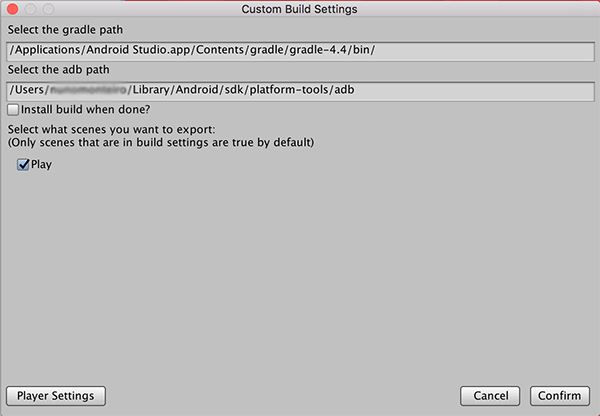 Custom Build Settings
Select the gradle path
/Applications/Android Studio.app/Contents/gradle/gradle-4.4/bin/
Select the adb path
/Users/ /Library/Android/sdk/platform-tools/adb
Install build when done?
Select what scenes you want to export:
(Only scenes that are in build settings are true by default)
Play
Player Settings
Cancel
Confirm